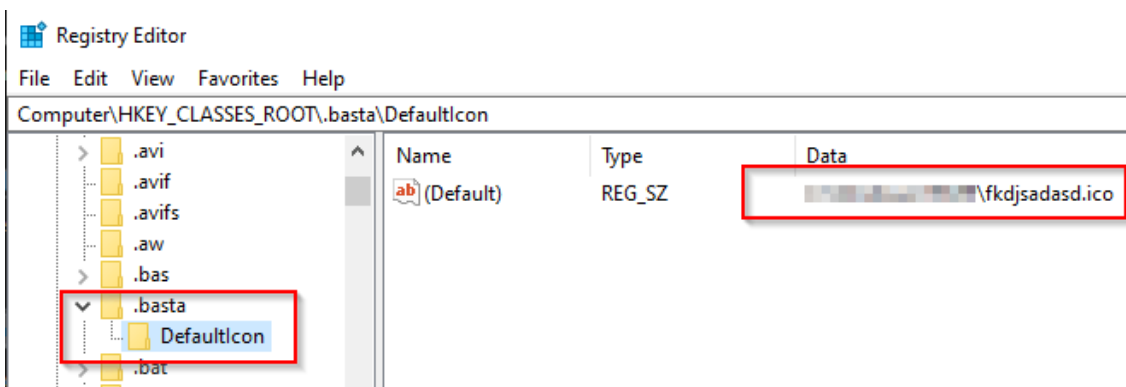 Registry Editor
File Edit View Favorites Help
Computer\HKEY_CLASSES_ROOT\.basta\DefaultIcon
.avi
.avif
.avifs
.aw
.bas
.basta
DefaultIcon
.bat
Name Type Data
ab (Default) REG_SZ \fkdjsadasd.ico